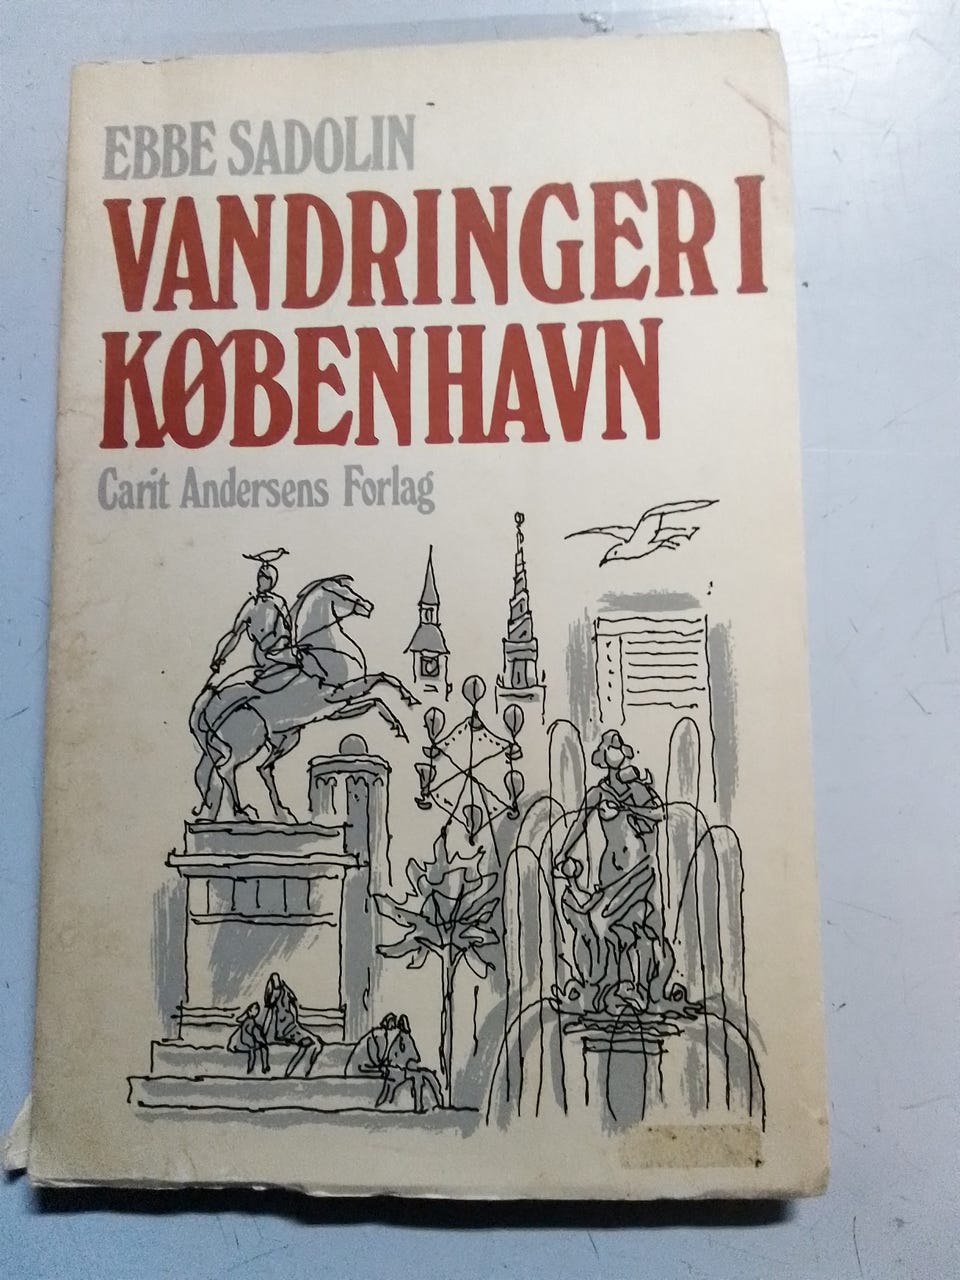 EBBE SADOLIN
VANDRINGER I
KØBENHAVN
Carit Andersens Forlag